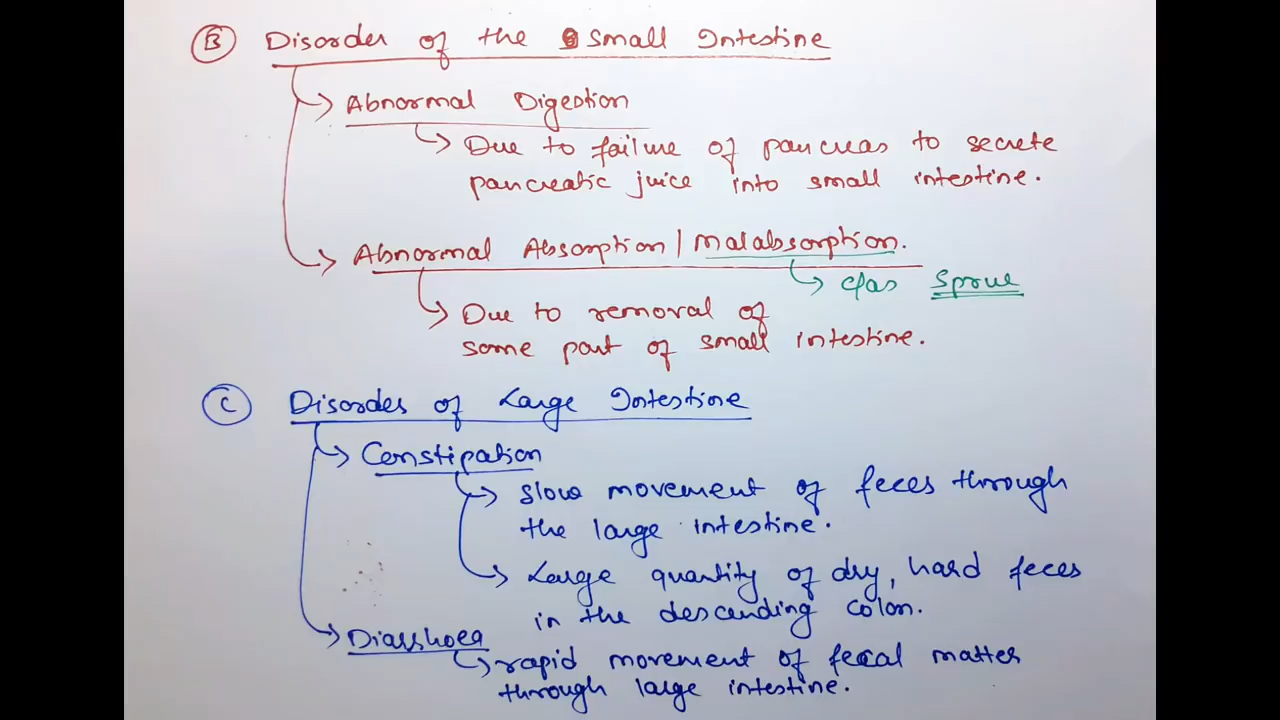 B Disorder of the Small Intestine
Abnormal Digestion
Due to failure of pancreas to secrete
pancreatic juice into small intestine.
Abnormal Absorption / Malabsorption.
Sprue
Due to removal of
some part of small intestine.
C Disorder of Large Intestine
Constipation
Slow movement of feces through
the large intestine.
Large quantity of dry, hard feces
in the descending colon.
Diarrhoea
rapid movement of fecal matter
through large intestine.